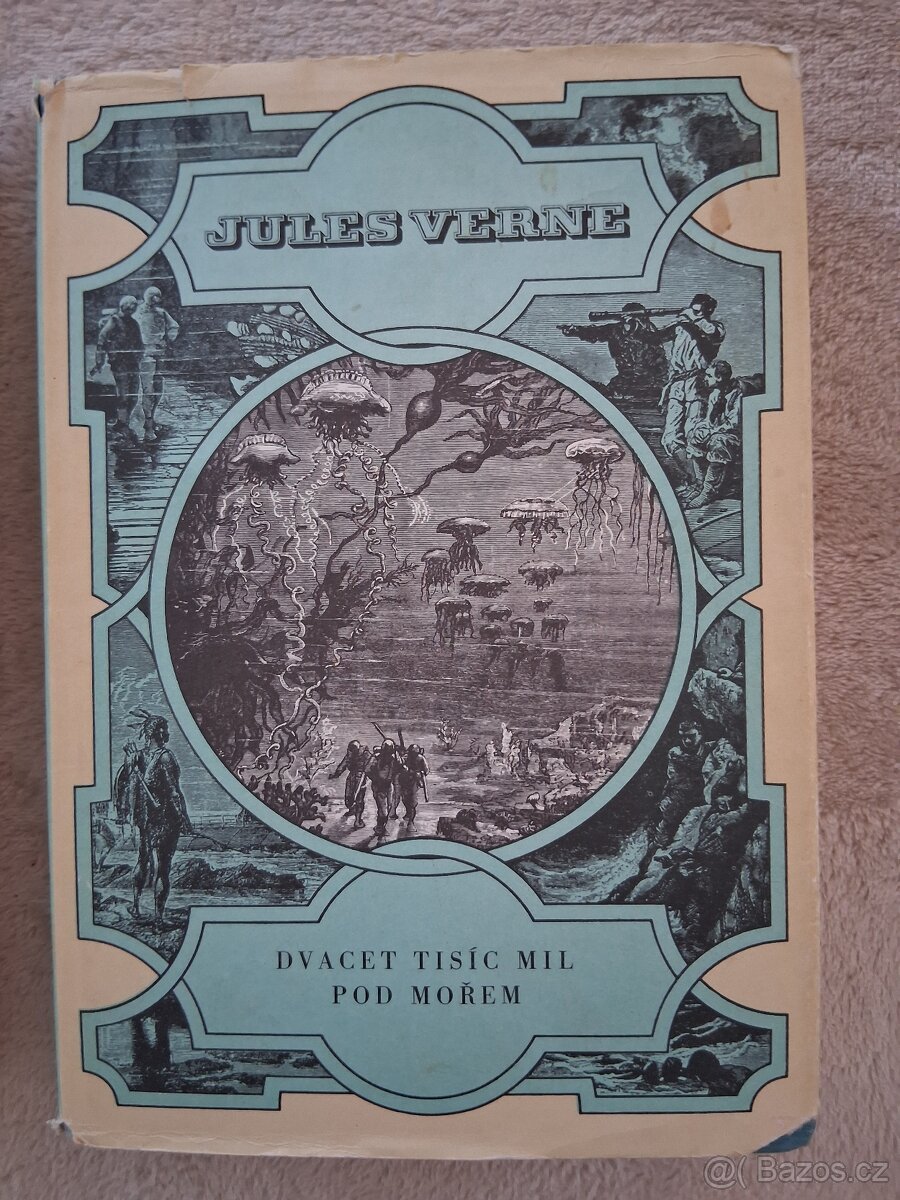 JULES VERNE
DVACET TISÍC MIL
POD MOŘEM
@( Bazos.cz